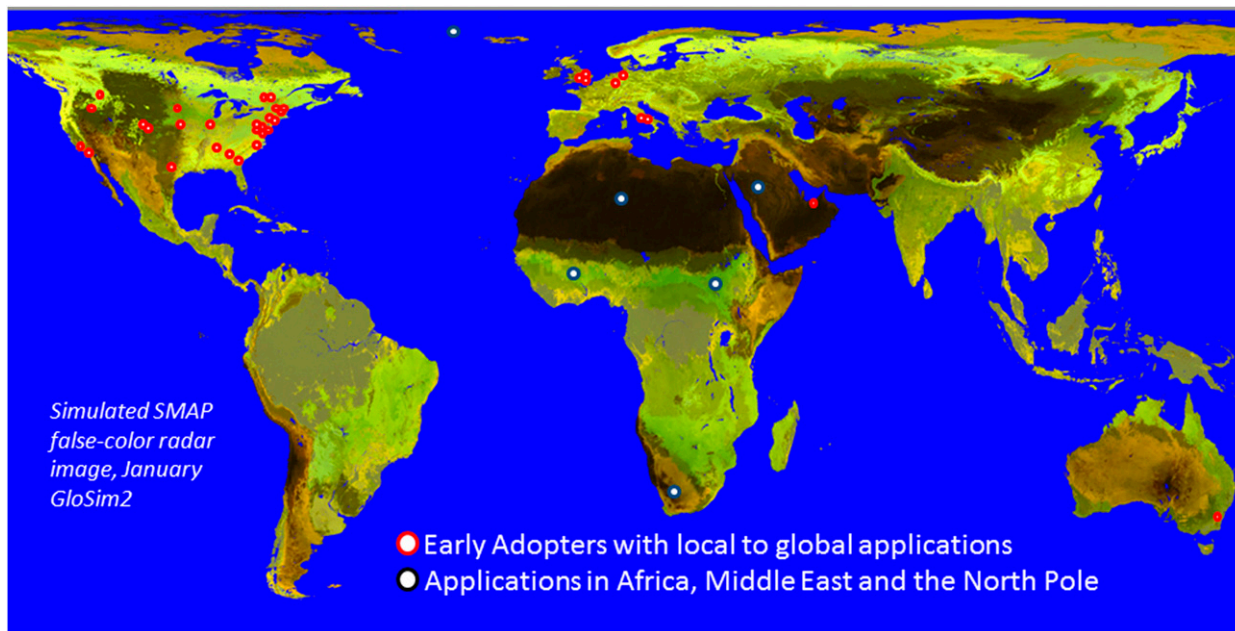 Simulated SMAP
false-color radar
image, January
GloSim2
Early Adopters with local to global applications
Applications in Africa, Middle East and the North Pole